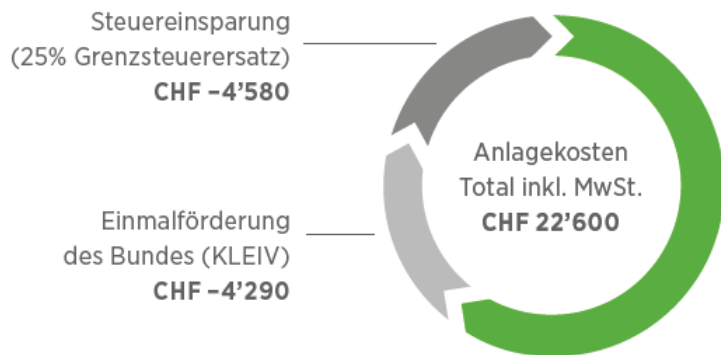 Steuereinsparung
(25% Grenzsteuerersatz)
CHF –4’580
Anlagekosten
Total inkl. MwSt.
CHF 22’600
Einmalförderung
des Bundes (KLEIV)
CHF –4’290